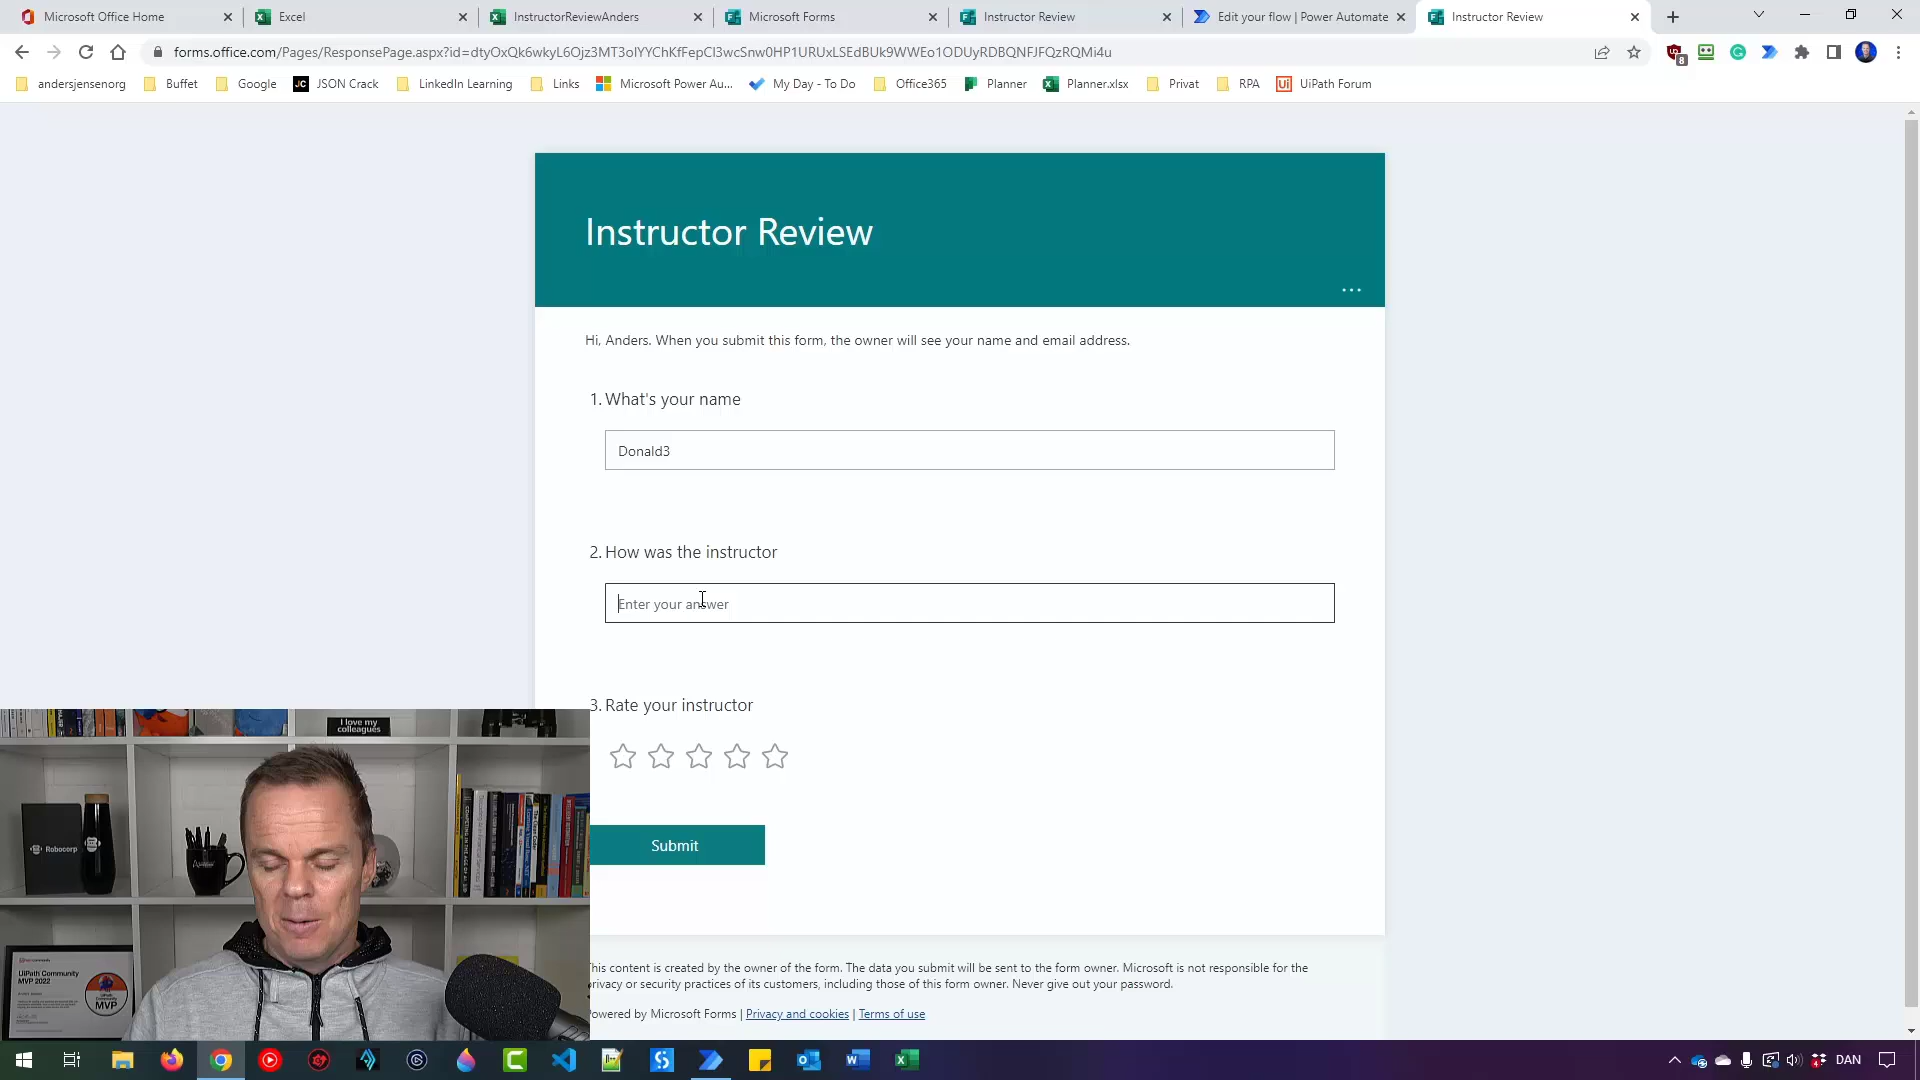 Microsoft Office Home
Excel
InstructorReviewAnders
Microsoft Forms
Instructor Review
Edit your flow | Power Automate
Instructor Review
forms.office.com/Pages/ResponsePage.aspx?id=dtyOxQk6wkyL6Ojz3MT3oIYYChKfFepCl3wcSnw0HP1URUxLSEdBUk9WWEo1ODUyRDBQNFJFQzRQMi4u
8
andersjensenorg
Buffet
Google
JC
JSON Crack
LinkedIn Learning
Links
Microsoft Power Au...
My Day - To Do
Office365
Planner
Planner.xlsx
Privat
RPA
Ui
UiPath Forum
Instructor Review
...
Hi, Anders. When you submit this form, the owner will see your name and email address.
1. What's your name
Donald3
2. How was the instructor
Enter your answer
3. Rate your instructor
Submit
This content is created by the owner of the form. The data you submit will be sent to the form owner. Microsoft is not responsible for the
privacy or security practices of its customers, including those of this form owner. Never give out your password.
Powered by Microsoft Forms | Privacy and cookies | Terms of use
I love my
colleagues
Robocorp
UiPath Community
MVP 2022
MVP
DAN